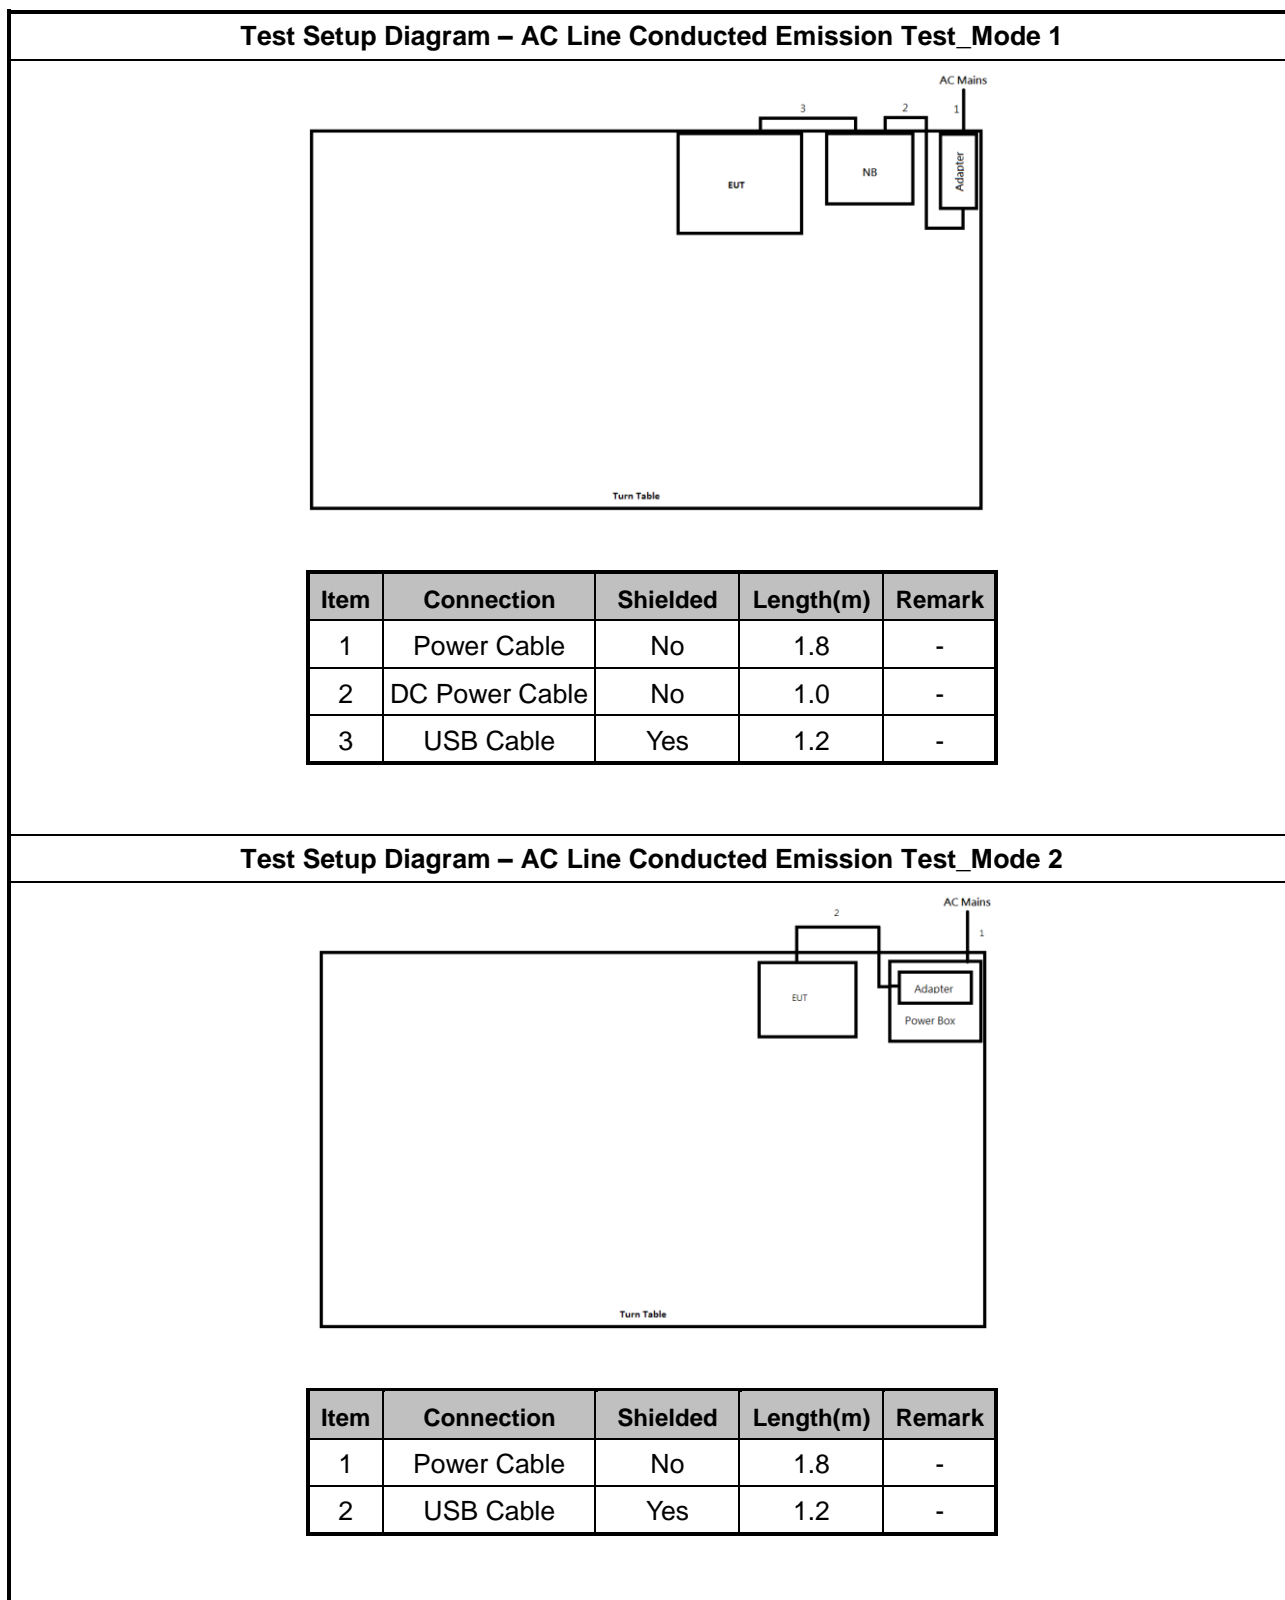 Test Setup Diagram – AC Line Conducted Emission Test_Mode 1
AC Mains
3 2 1
EUT NB Adapter
Turn Table
Item Connection Shielded Length(m) Remark
1 Power Cable No 1.8 -
2 DC Power Cable No 1.0 -
3 USB Cable Yes 1.2 -
Test Setup Diagram – AC Line Conducted Emission Test_Mode 2
AC Mains
2
1
EUT Adapter
Power Box
Turn Table
Item Connection Shielded Length(m) Remark
1 Power Cable No 1.8 -
2 USB Cable Yes 1.2 -